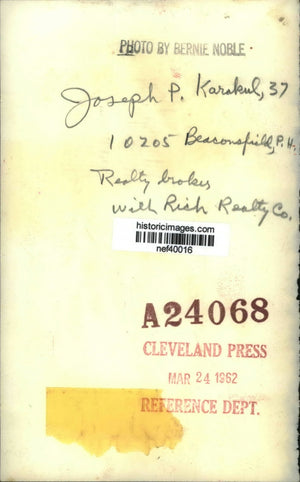 PHOTO BY BERNIE NOBLE
Joseph P. Karakul, 37
10205 Beaconsfield, P.H.
Realty broker
with Rish Realty Co.
historicimages.com
nef40016
A24068
CLEVELAND PRESS
MAR 24 1962
REFERENCE DEPT.